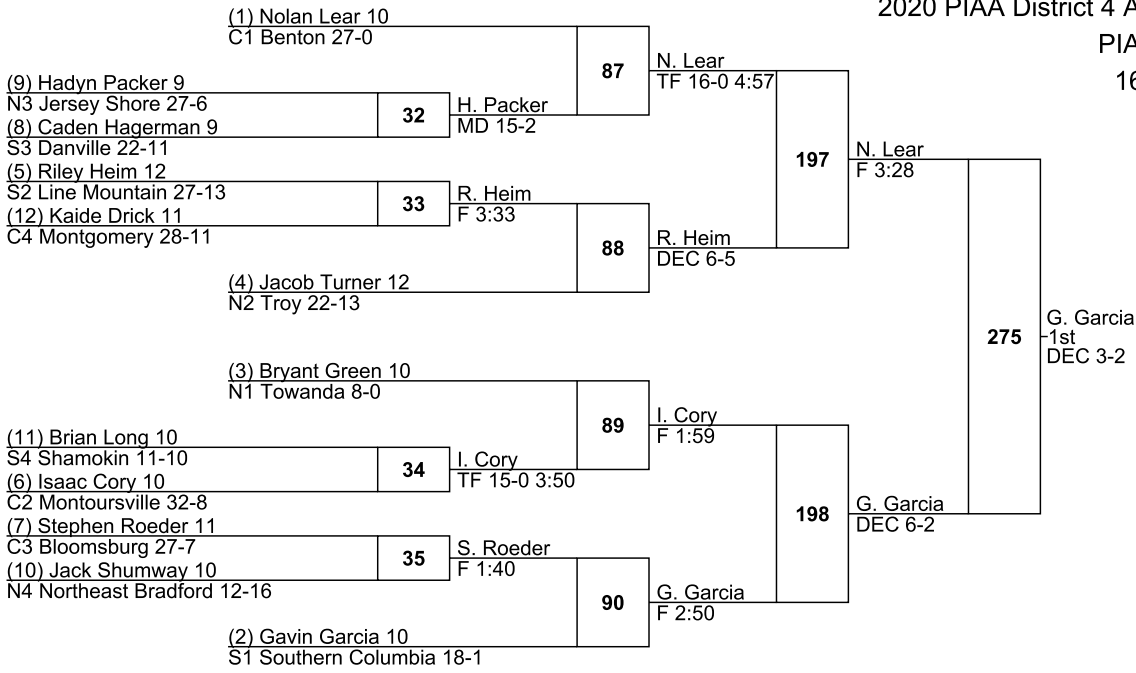 2020 PIAA District 4 A
PIA
16
(1) Nolan Lear 10
C1 Benton 27-0
87
N. Lear
TF 16-0 4:57
(9) Hadyn Packer 9
N3 Jersey Shore 27-6
32
H. Packer
MD 15-2
(8) Caden Hagerman 9
S3 Danville 22-11
197
N. Lear
F 3:28
(5) Riley Heim 12
S2 Line Mountain 27-13
33
R. Heim
F 3:33
(12) Kaide Drick 11
C4 Montgomery 28-11
88
R. Heim
DEC 6-5
(4) Jacob Turner 12
N2 Troy 22-13
275
G. Garcia
1st
DEC 3-2
(3) Bryant Green 10
N1 Towanda 8-0
89
I. Cory
F 1:59
(11) Brian Long 10
S4 Shamokin 11-10
34
I. Cory
TF 15-0 3:50
(6) Isaac Cory 10
C2 Montoursville 32-8
198
G. Garcia
DEC 6-2
(7) Stephen Roeder 11
C3 Bloomsburg 27-7
35
S. Roeder
F 1:40
(10) Jack Shumway 10
N4 Northeast Bradford 12-16
90
G. Garcia
F 2:50
(2) Gavin Garcia 10
S1 Southern Columbia 18-1